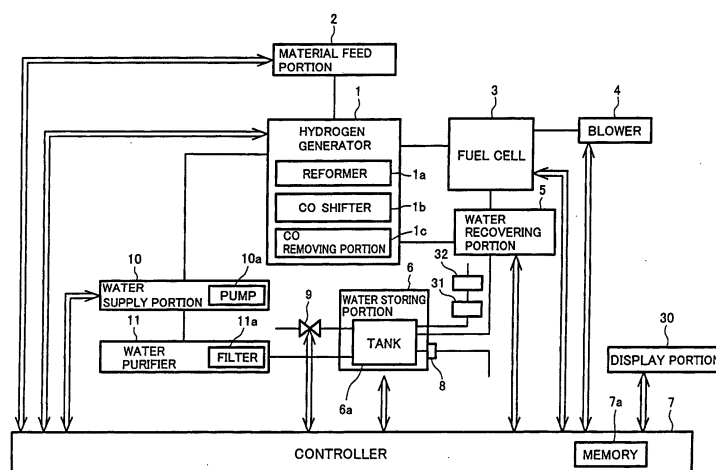 2
MATERIAL FEED
PORTION
1
HYDROGEN
GENERATOR
REFORMER
1a
CO SHIFTER
1b
CO
REMOVING PORTION
1c
3
FUEL CELL
4
BLOWER
5
WATER
RECOVERING
PORTION
10
10a
WATER
SUPPLY PORTION
PUMP
11
11a
WATER
PURIFIER
FILTER
9
6
WATER STORING
PORTION
TANK
6a
32
31
8
30
DISPLAY PORTION
7
7a
CONTROLLER
MEMORY